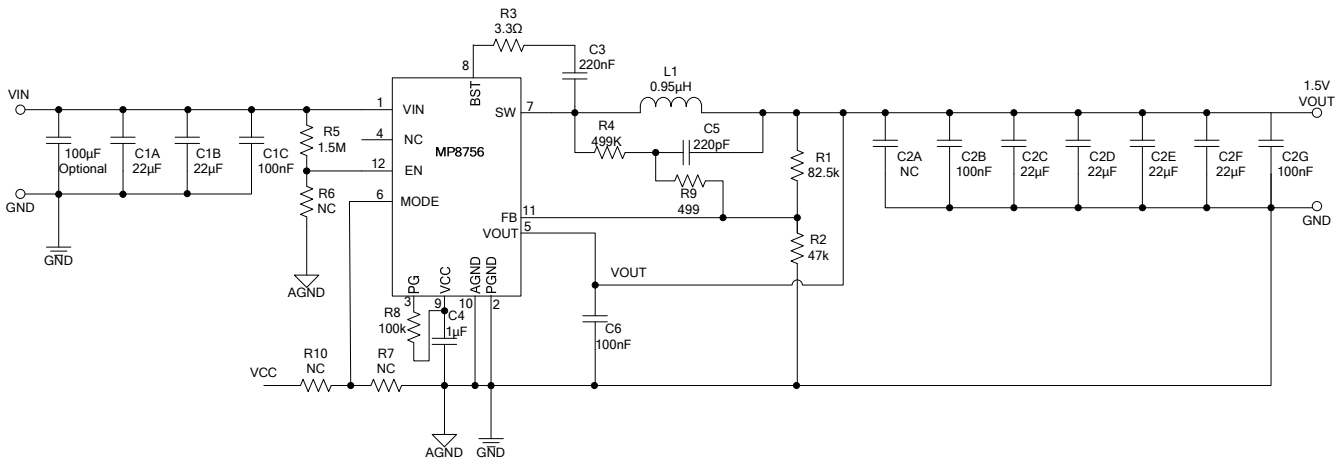 R3
3.3Ω
C3
220nF
L1
0.95µH
8
BST
VIN
1
VIN
SW
7
1.5V
VOUT
R5
1.5M
4
NC
MP8756
R4
499K
C5
220pF
100µF
Optional
C1A
22µF
C1B
22µF
C1C
100nF
12
EN
R1
82.5k
C2A
NC
C2B
100nF
C2C
22µF
C2D
22µF
C2E
22µF
C2F
22µF
C2G
100nF
R9
499
GND
R6
NC
6
MODE
FB
11
VOUT
5
GND
R2
47k
GND
AGND
PG
VCC
AGND
PGND
VOUT
3
9
10
2
R8
100k
C4
1µF
C6
100nF
VCC
R10
NC
R7
NC
AGND
GND